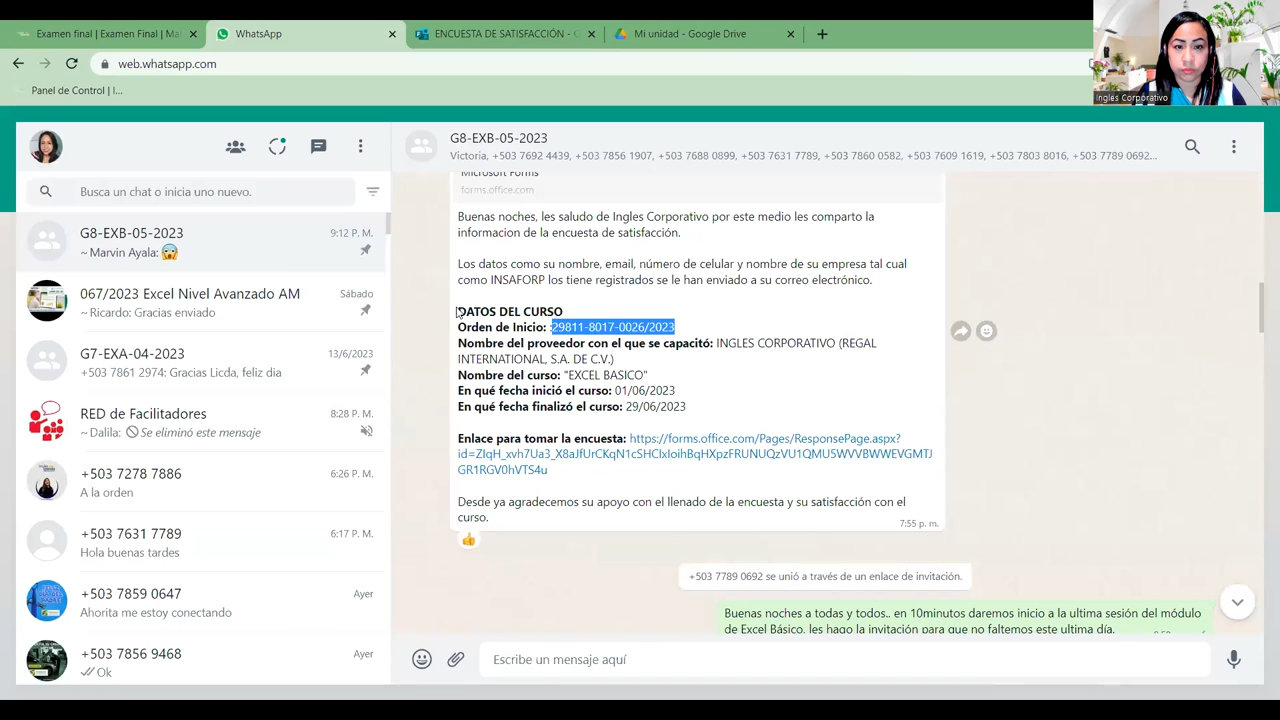 Examen final | Examen Final | Ma
WhatsApp
ENCUESTA DE SATISFACCIÓN - C
Mi unidad - Google Drive
web.whatsapp.com
Panel de Control | I...
Ingles Corporativo
Busca un chat o inicia uno nuevo.
G8-EXB-05-2023
9:12 P. M.
~ Marvin Ayala: 😱
067/2023 Excel Nivel Avanzado AM
Sábado
~ Ricardo: Gracias enviado
G7-EXA-04-2023
13/6/2023
+503 7861 2974: Gracias Licda, feliz dia
RED de Facilitadores
8:28 P. M.
~ Dalila: Se eliminó este mensaje
+503 7278 7886
6:26 P. M.
A la orden
+503 7631 7789
6:17 P. M.
Hola buenas tardes
+503 7859 0647
Ayer
Ahorita me estoy conectando
+503 7856 9468
Ayer
Ok
G8-EXB-05-2023
Victoria, +503 7692 4439, +503 7856 1907, +503 7688 0899, +503 7631 7789, +503 7860 0582, +503 7609 1619, +503 7803 8016, +503 7789 0692...
Microsoft Forms
forms.office.com
Buenas noches, les saludo de Ingles Corporativo por este medio les comparto la
informacion de la encuesta de satisfacción.
Los datos como su nombre, email, número de celular y nombre de su empresa tal cual
como INSAFORP los tiene registrados se le han enviado a su correo electrónico.
DATOS DEL CURSO
Orden de Inicio: :29811-8017-0026/2023
Nombre del proveedor con el que se capacitó: INGLES CORPORATIVO (REGAL
INTERNATIONAL, S.A. DE C.V.)
Nombre del curso: "EXCEL BASICO"
En qué fecha inició el curso: 01/06/2023
En qué fecha finalizó el curso: 29/06/2023
Enlace para tomar la encuesta: https://forms.office.com/Pages/ResponsePage.aspx?
id=ZIqH_xvh7Ua3_X8aJfUrCKqN1cSHCIxIoihBqHXpzFRUNUQzVU1QMU5WVVBWWEVGMTJ
GR1RGV0hVTS4u
Desde ya agradecemos su apoyo con el llenado de la encuesta y su satisfacción con el
curso.
7:55 p. m.
+503 7789 0692 se unió a través de un enlace de invitación.
Buenas noches a todas y todos.. en 10minutos daremos inicio a la ultima sesión del módulo
de Excel Básico, les hago la invitación para que no faltemos este ultima día.
Escribe un mensaje aquí